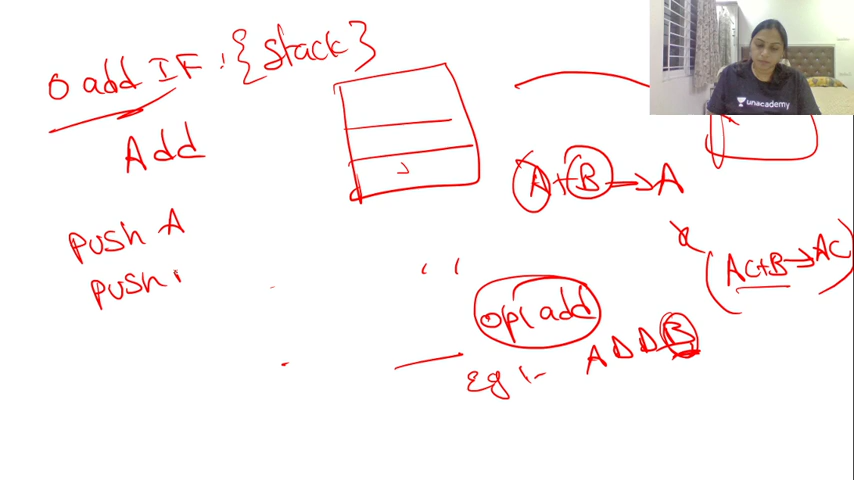 0 add IF : {Stack}
unacademy
Add
A+B→A
push A
push
(AC+B→AC)
op, add
Eg :- ADD B